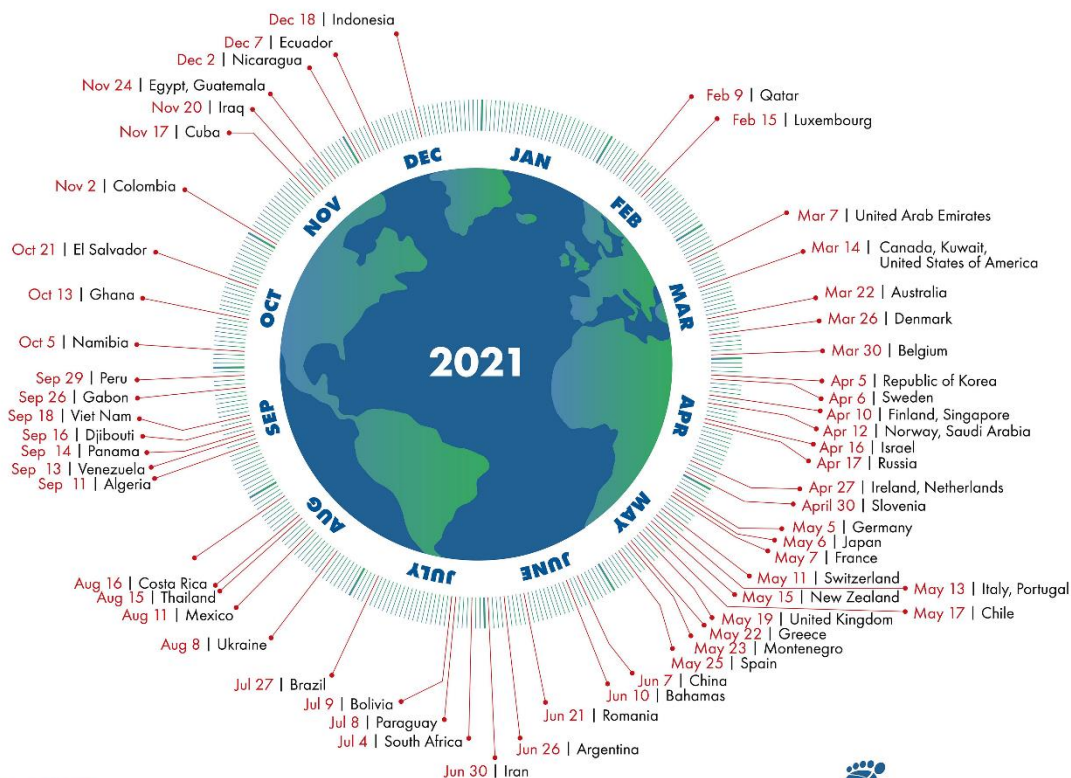 Dec 18 | Indonesia
Dec 7 | Ecuador
Dec 2 | Nicaragua
Nov 24 | Egypt, Guatemala
Nov 20 | Iraq
Nov 17 | Cuba
Nov 2 | Colombia
Oct 21 | El Salvador
Oct 13 | Ghana
Oct 5 | Namibia
Sep 29 | Peru
Sep 26 | Gabon
Sep 18 | Viet Nam
Sep 16 | Djibouti
Sep 14 | Panama
Sep 13 | Venezuela
Sep 11 | Algeria
Aug 16 | Costa Rica
Aug 15 | Thailand
Aug 11 | Mexico
Aug 8 | Ukraine
Jul 27 | Brazil
Jul 9 | Bolivia
Jul 8 | Paraguay
Jul 4 | South Africa
Jun 30 | Iran
Jun 26 | Argentina
Jun 21 | Romania
Jun 10 | Bahamas
Jun 7 | China
May 25 | Spain
May 23 | Montenegro
May 22 | Greece
May 19 | United Kingdom
May 17 | Chile
May 15 | New Zealand
May 13 | Italy, Portugal
May 11 | Switzerland
May 7 | France
May 6 | Japan
May 5 | Germany
April 30 | Slovenia
Apr 27 | Ireland, Netherlands
Apr 17 | Russia
Apr 16 | Israel
Apr 12 | Norway, Saudi Arabia
Apr 10 | Finland, Singapore
Apr 6 | Sweden
Apr 5 | Republic of Korea
Mar 30 | Belgium
Mar 26 | Denmark
Mar 22 | Australia
Mar 14 | Canada, Kuwait,
United States of America
Mar 7 | United Arab Emirates
Feb 15 | Luxembourg
Feb 9 | Qatar
JAN
FEB
MAR
APR
MAY
JUNE
JULY
AUG
SEP
OCT
NOV
DEC
2021